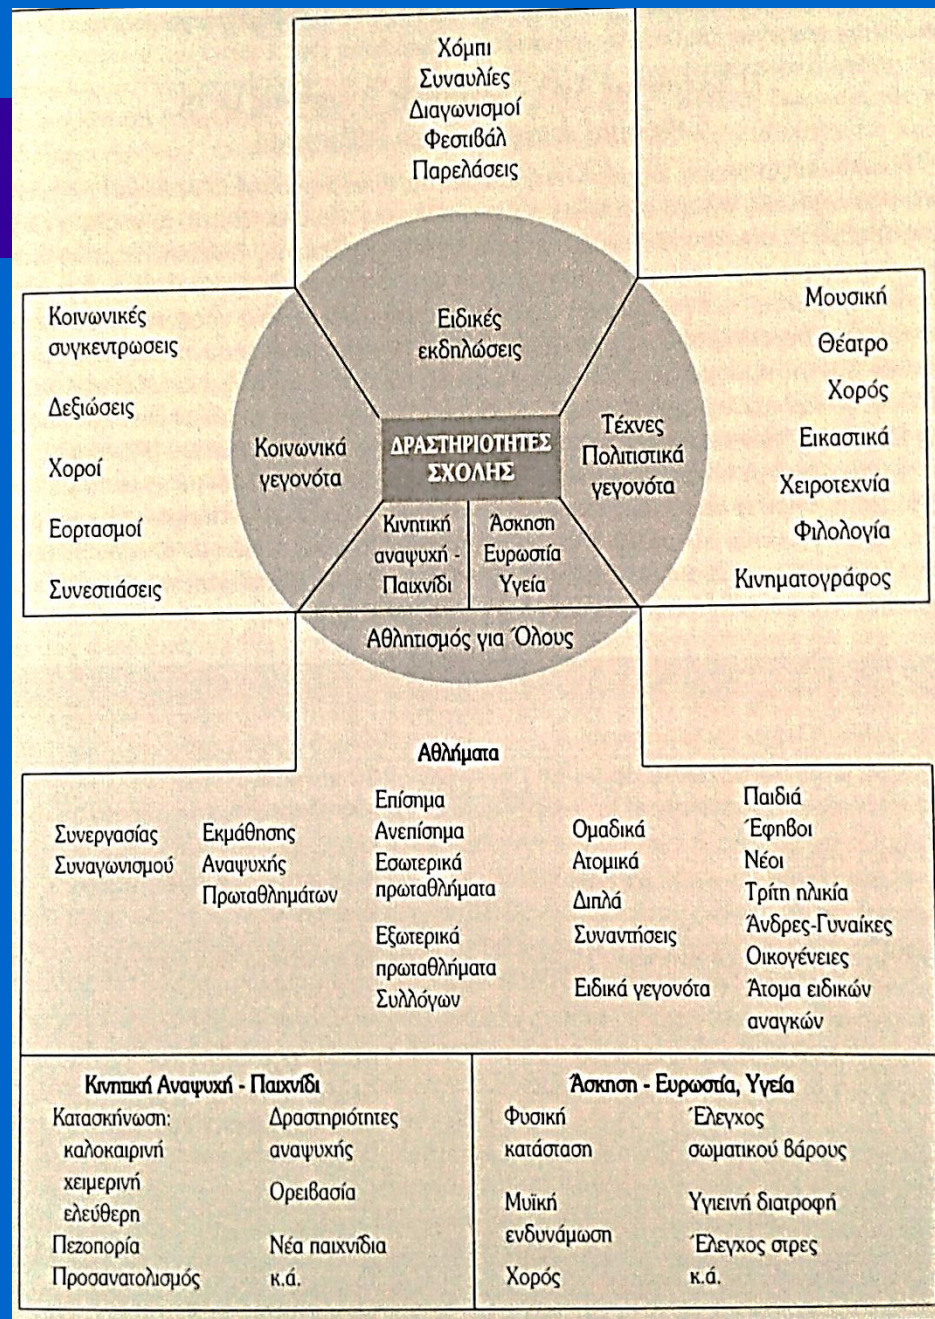 Χόμπι
Συναυλίες
Διαγωνισμοί
Φεστιβάλ
Παρελάσεις
Ειδικές
εκδηλώσεις
Κοινωνικές
συγκεντρωσεις
Δεξιώσεις
Χοροί
Εορτασμοί
Συνεστιάσεις
Κοινωνικά
γεγονότα
ΔΡΑΣΤΗΡΙΟΤΗΤΕΣ
ΣΧΟΛΗΣ
Τέχνες
Πολιτιστικά
γεγονότα
Μουσική
Θέατρο
Χορός
Εικαστικά
Χειροτεχνία
Φιλολογία
Κινηματογράφος
Κινητική
αναψυχή -
Παιχνίδι
Άσκηση
Ευρωστία
Υγεία
Αθλητισμός για Όλους
Αθλήματα
Συνεργασίας
Συναγωνισμού
Εκμάθησης
Αναψυχής
Πρωταθλημάτων
Επίσημα
Ανεπίσημα
Εσωτερικά
πρωταθλήματα
Εξωτερικά
πρωταθλήματα
Συλλόγων
Ομαδικά
Ατομικά
Διπλά
Συναντήσεις
Ειδικά γεγονότα
Παιδιά
Έφηβοι
Νέοι
Τρίτη ηλικία
Άνδρες-Γυναίκες
Οικογένειες
Άτομα ειδικών
αναγκών
Κινητική Αναψυχή - Παιχνίδι
Κατασκήνωση:
καλοκαιρινή
χειμερινή
ελεύθερη
Πεζοπορία
Προσανατολισμός
Δραστηριότητες
αναψυχής
Ορειβασία
Νέα παιχνίδια
κ.ά.
Άσκηση - Ευρωστία, Υγεία
Φυσική
κατάσταση
Μυϊκή
ενδυνάμωση
Χορός
Έλεγχος
σωματικού βάρους
Υγιεινή διατροφή
Έλεγχος στρες
κ.ά.